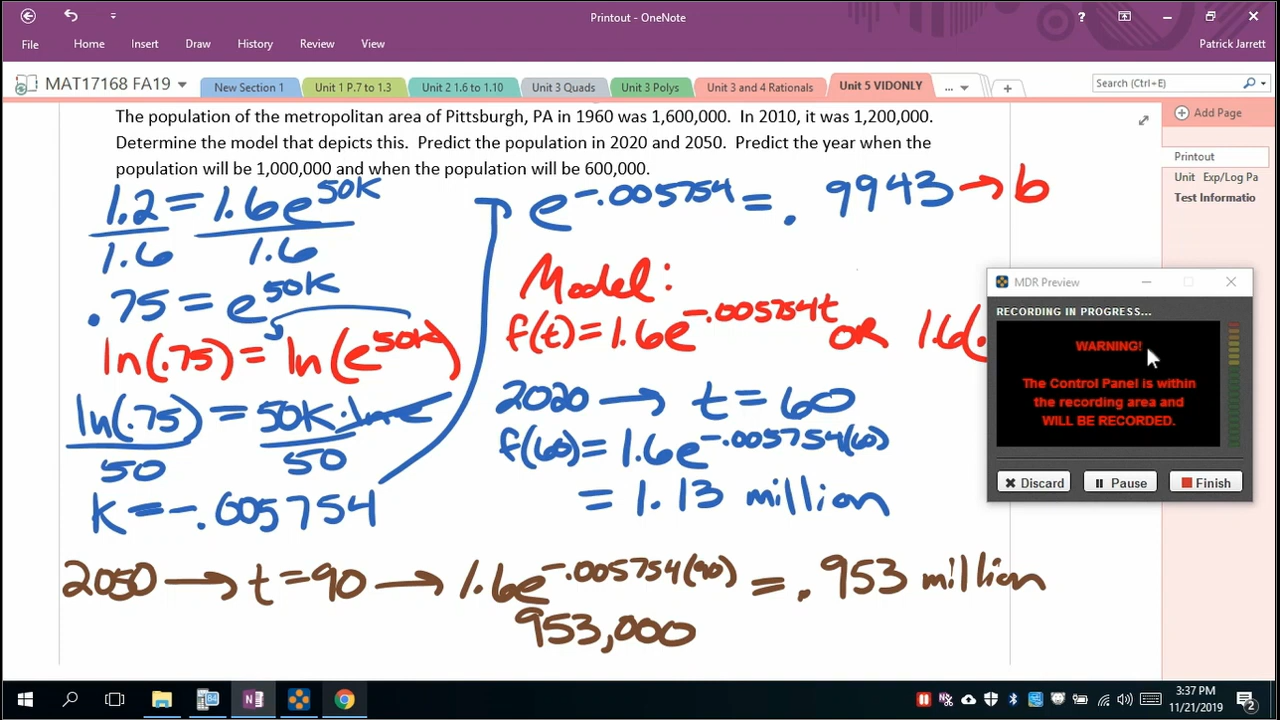 Printout - OneNote
?
File Home Insert Draw History Review View
Patrick Jarrett
MAT17168 FA19
New Section 1
Unit 1 P.7 to 1.3
Unit 2 1.6 to 1.10
Unit 3 Quads
Unit 3 Polys
Unit 3 and 4 Rationals
Unit 5 VIDONLY
...
+
Search (Ctrl+E)
Add Page
Printout
Unit Exp/Log Pa
Test Informatio
The population of the metropolitan area of Pittsburgh, PA in 1960 was 1,600,000. In 2010, it was 1,200,000.
Determine the model that depicts this. Predict the population in 2020 and 2050. Predict the year when the
population will be 1,000,000 and when the population will be 600,000.
1.2 = 1.6e^50K
1.6 1.6
.75 = e^50K
ln(.75) = ln(e^50K)
ln(.75) = 50K·lne
50 50
K = -.005754
e^-.005754 = .9943 → b
Model:
f(t) = 1.6e^-.005754t OR 1.6(.
2020 → t = 60
f(60) = 1.6e^-.005754(60)
= 1.13 million
2050 → t = 90 → 1.6e^-.005754(90) = .953 million
953,000
MDR Preview
RECORDING IN PROGRESS...
WARNING!
The Control Panel is within
the recording area and
WILL BE RECORDED.
Discard Pause Finish
3:37 PM
11/21/2019
2